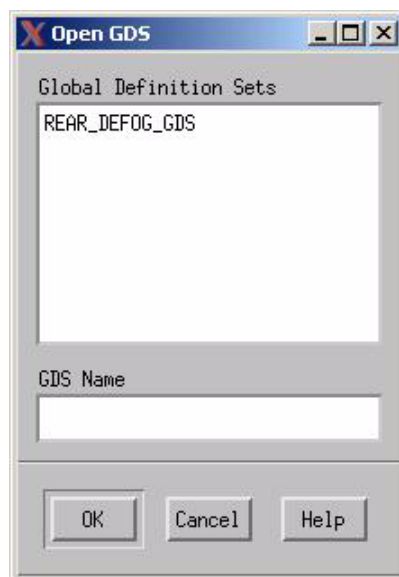 Open GDS
Global Definition Sets
REAR_DEFOG_GDS
GDS Name
OK Cancel Help